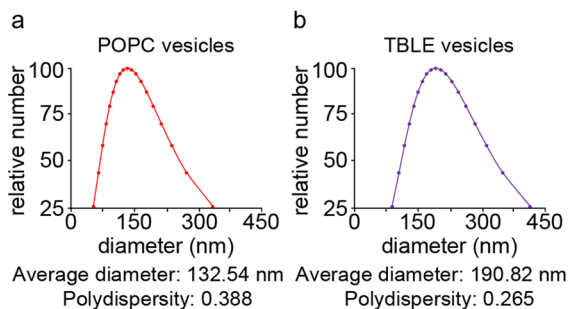 a
POPC vesicles
relative number
100
75
50
25
0
150
300
450
diameter (nm)
Average diameter: 132.54 nm
Polydispersity: 0.388
b
TBLE vesicles
relative number
100
75
50
25
0
150
300
450
diameter (nm)
Average diameter: 190.82 nm
Polydispersity: 0.265